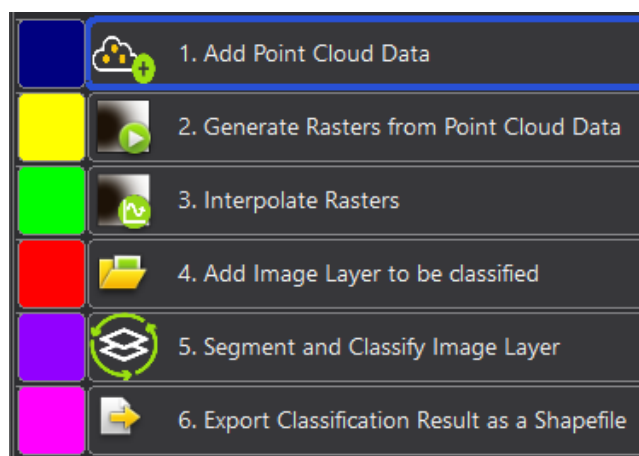 1. Add Point Cloud Data
2. Generate Rasters from Point Cloud Data
3. Interpolate Rasters
4. Add Image Layer to be classified
5. Segment and Classify Image Layer
6. Export Classification Result as a Shapefile